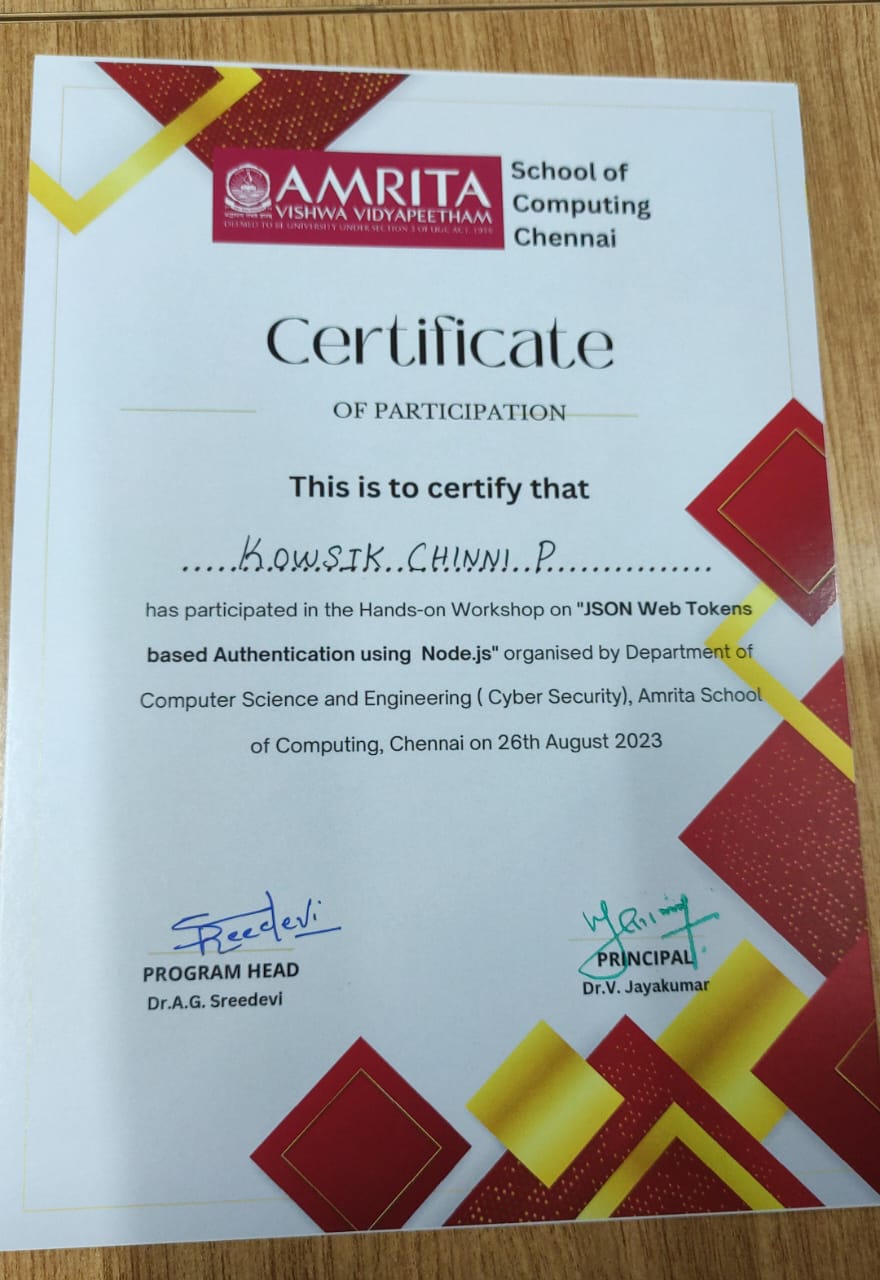 AMRITA
VISHWA VIDYAPEETHAM
DEEMED TO BE UNIVERSITY UNDER SECTION 3 OF UGC ACT, 1956
School of
Computing
Chennai
Certificate
OF PARTICIPATION
This is to certify that
.....KOWSIK..CHINNI..P................
has participated in the Hands-on Workshop on "JSON Web Tokens
based Authentication using Node.js" organised by Department of
Computer Science and Engineering ( Cyber Security), Amrita School
of Computing, Chennai on 26th August 2023
Sreedevi
PROGRAM HEAD
Dr.A.G. Sreedevi
PRINCIPAL
Dr.V. Jayakumar